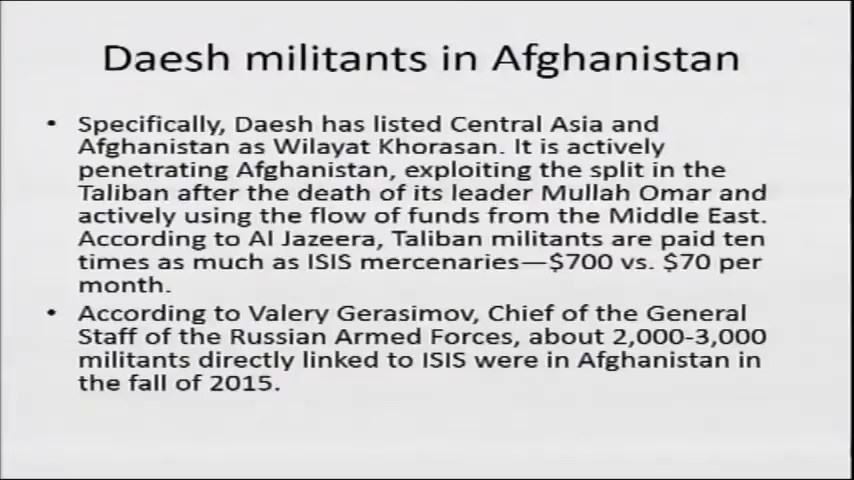 Daesh militants in Afghanistan
• Specifically, Daesh has listed Central Asia and
Afghanistan as Wilayat Khorasan. It is actively
penetrating Afghanistan, exploiting the split in the
Taliban after the death of its leader Mullah Omar and
actively using the flow of funds from the Middle East.
According to Al Jazeera, Taliban militants are paid ten
times as much as ISIS mercenaries—$700 vs. $70 per
month.
• According to Valery Gerasimov, Chief of the General
Staff of the Russian Armed Forces, about 2,000-3,000
militants directly linked to ISIS were in Afghanistan in
the fall of 2015.